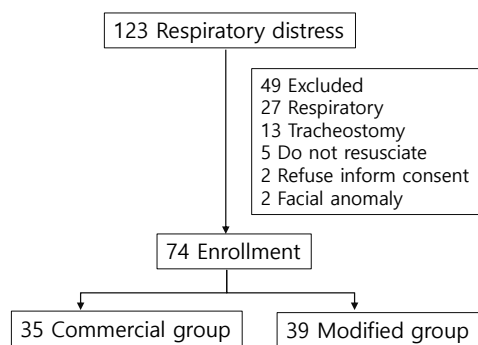 123 Respiratory distress
49 Excluded
27 Respiratory
13 Tracheostomy
5 Do not resusciate
2 Refuse inform consent
2 Facial anomaly
74 Enrollment
35 Commercial group
39 Modified group